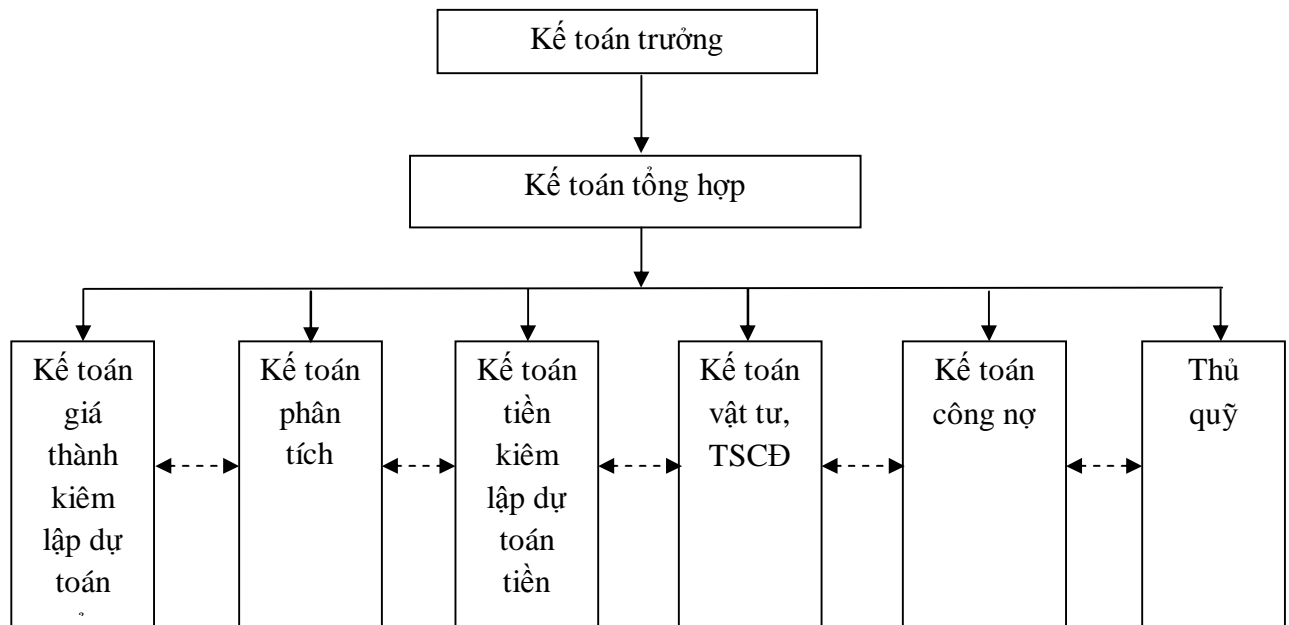 Kế toán trưởng
Kế toán tổng hợp
Kế toán
giá
thành
kiêm
lập dự
toán
Kế toán
phân
tích
Kế toán
tiền
kiêm
lập dự
toán
tiền
Kế toán
vật tư,
TSCĐ
Kế toán
công nợ
Thủ
quỹ